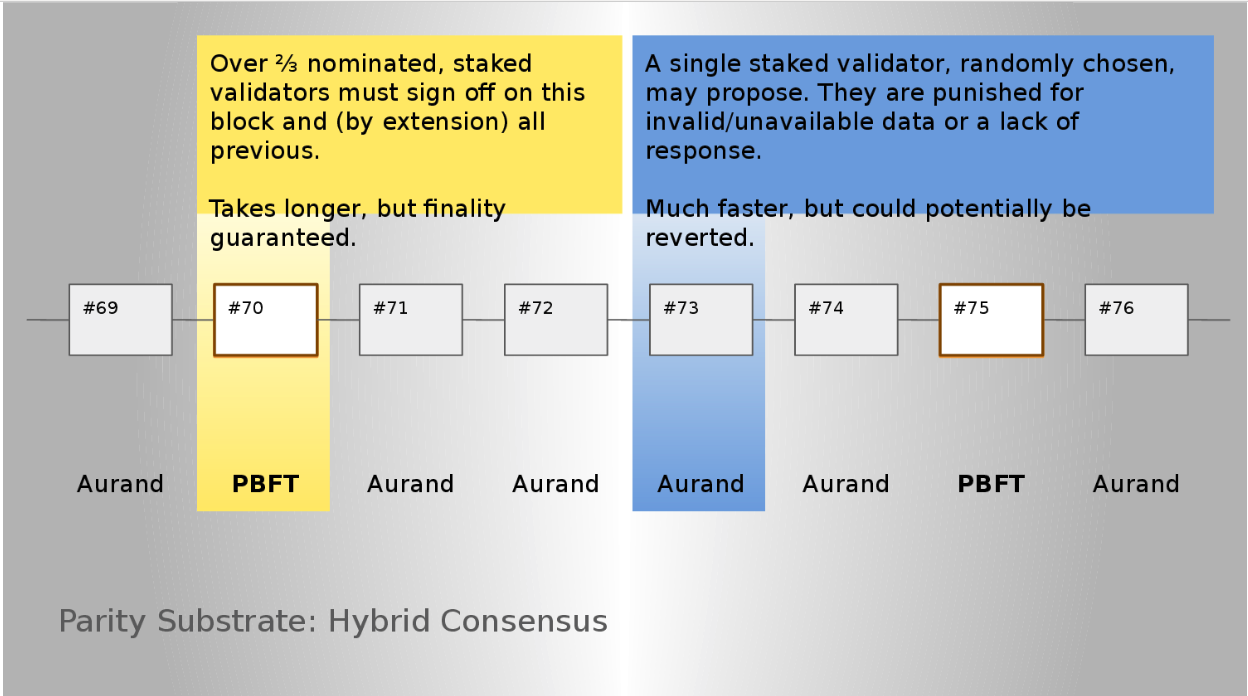 Over ⅔ nominated, staked
validators must sign off on this
block and (by extension) all
previous.
Takes longer, but finality
guaranteed.
A single staked validator, randomly chosen,
may propose. They are punished for
invalid/unavailable data or a lack of
response.
Much faster, but could potentially be
reverted.
#69 #70 #71 #72 #73 #74 #75 #76
Aurand PBFT Aurand Aurand Aurand Aurand PBFT Aurand
Parity Substrate: Hybrid Consensus